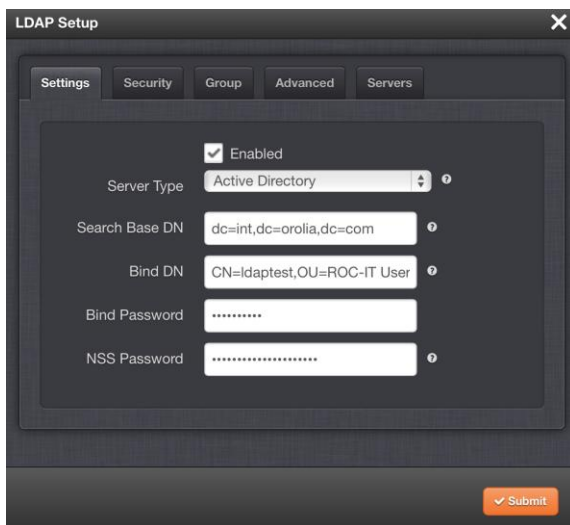 LDAP Setup
Settings Security Group Advanced Servers
Enabled
Server Type Active Directory
Search Base DN dc=int,dc=orolia,dc=com
Bind DN CN=ldaptest,OU=ROC-IT User
Bind Password ••••••••••
NSS Password •••••••••••••••••••••
Submit